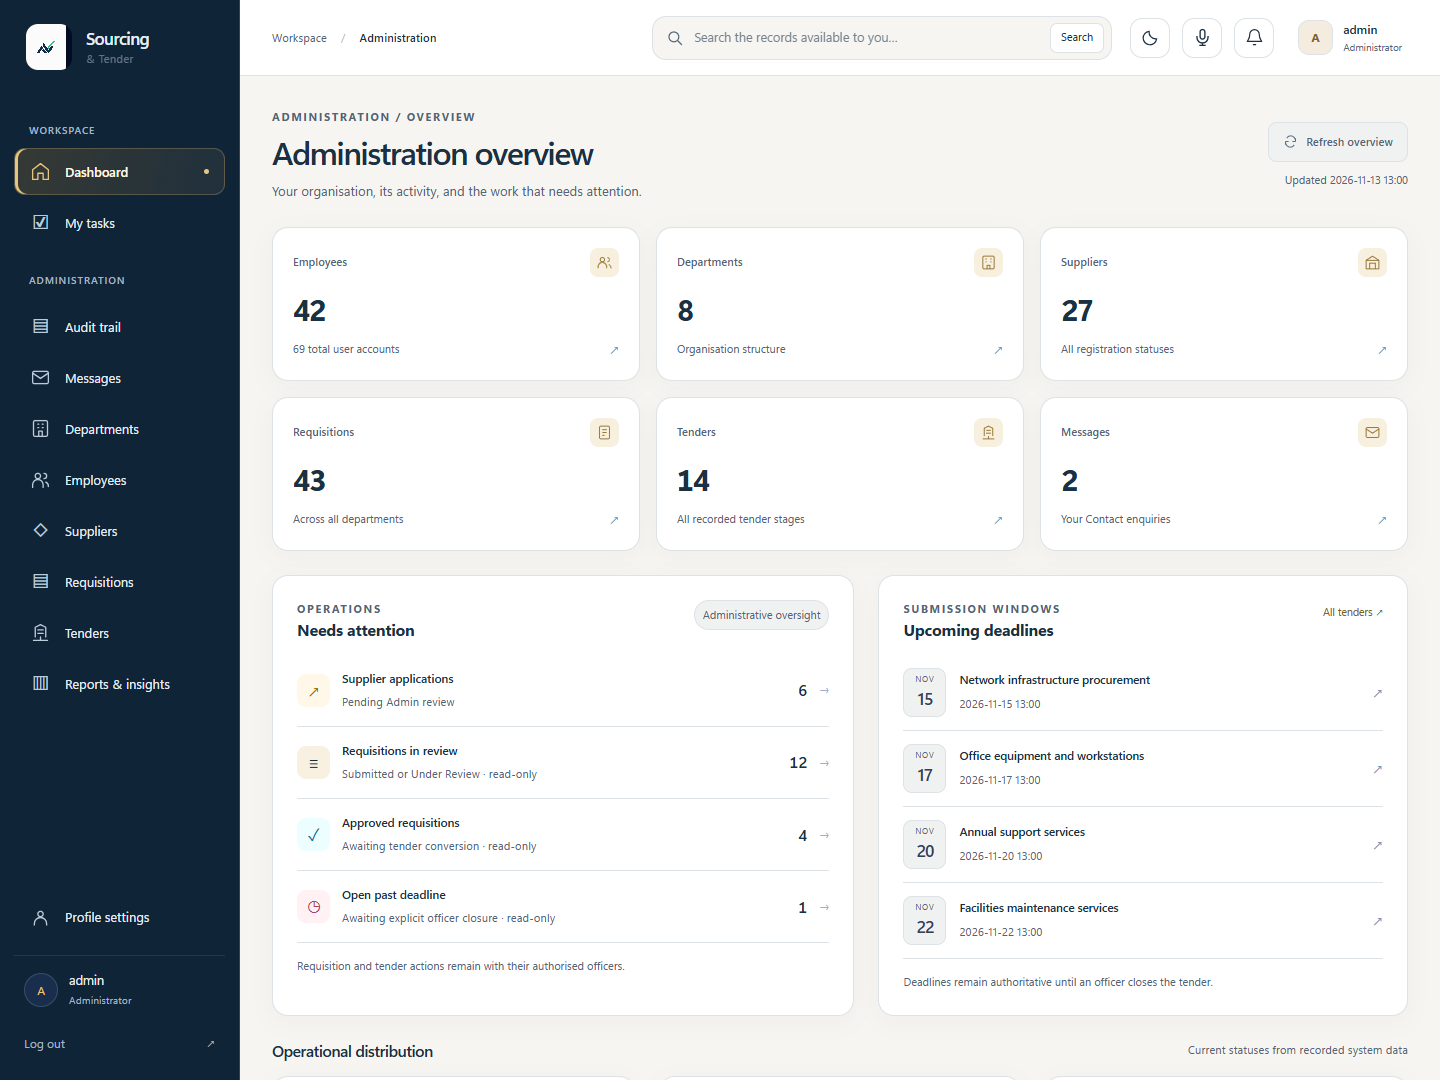 Sourcing
& Tender
WORKSPACE
Dashboard
My tasks
ADMINISTRATION
Audit trail
Messages
Departments
Employees
Suppliers
Requisitions
Tenders
Reports & insights
Profile settings
A
admin
Administrator
Log out
Workspace / Administration
Search the records available to you...
Search
A
admin
Administrator
ADMINISTRATION / OVERVIEW
Administration overview
Your organisation, its activity, and the work that needs attention.
Refresh overview
Updated 2026-11-13 13:00
Employees
42
69 total user accounts
Departments
8
Organisation structure
Suppliers
27
All registration statuses
Requisitions
43
Across all departments
Tenders
14
All recorded tender stages
Messages
2
Your Contact enquiries
OPERATIONS
Needs attention
Administrative oversight
Supplier applications
Pending Admin review
6
Requisitions in review
Submitted or Under Review · read-only
12
Approved requisitions
Awaiting tender conversion · read-only
4
Open past deadline
Awaiting explicit officer closure · read-only
1
Requisition and tender actions remain with their authorised officers.
SUBMISSION WINDOWS
Upcoming deadlines
All tenders ↗
NOV
15
Network infrastructure procurement
2026-11-15 13:00
NOV
17
Office equipment and workstations
2026-11-17 13:00
NOV
20
Annual support services
2026-11-20 13:00
NOV
22
Facilities maintenance services
2026-11-22 13:00
Deadlines remain authoritative until an officer closes the tender.
Operational distribution
Current statuses from recorded system data